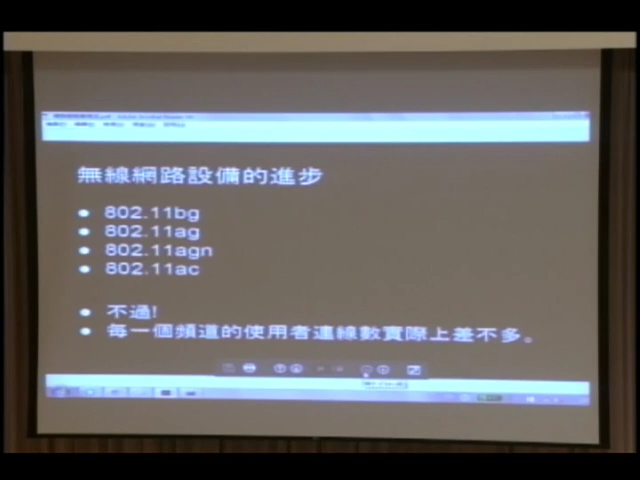 無線網路設備的進步
802.11bg
802.11ag
802.11agn
802.11ac
不過!
每一個頻道的使用者連線數實際上差不多。